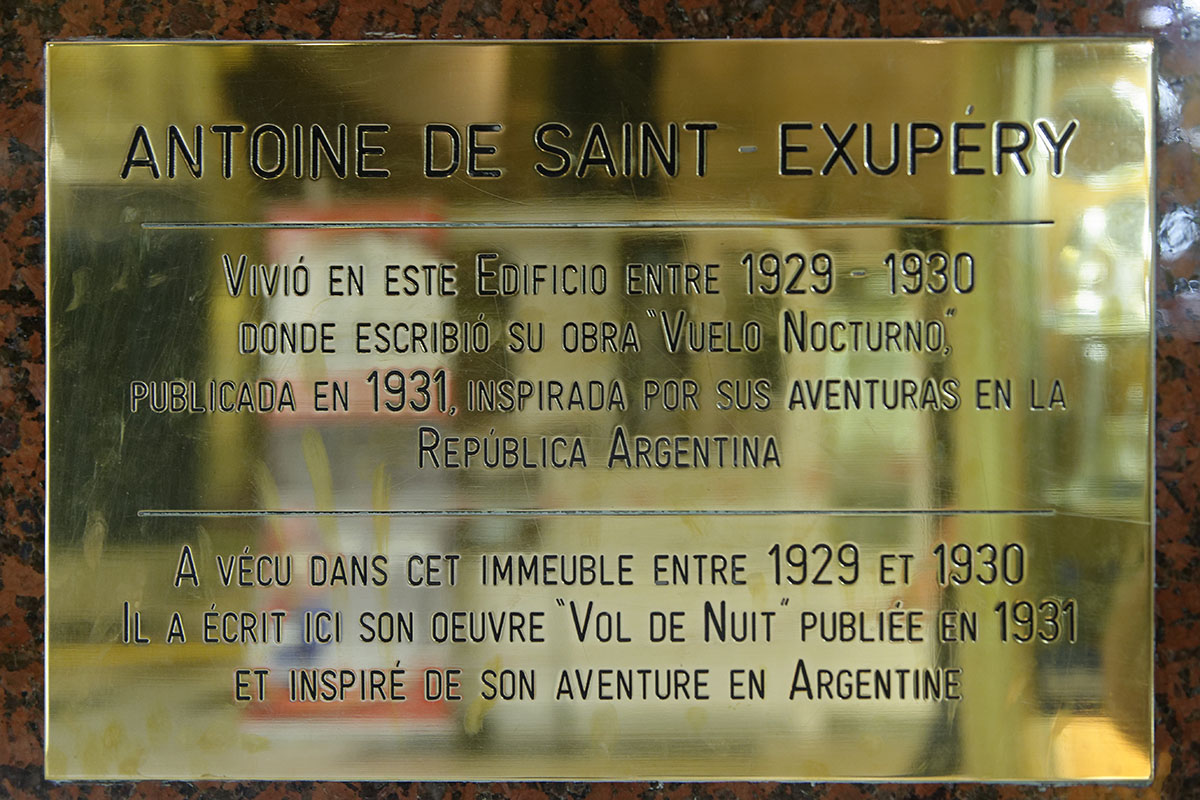 ANTOINE DE SAINT - EXUPÉRY
VIVIÓ EN ESTE EDIFICIO ENTRE 1929 - 1930
DONDE ESCRIBIÓ SU OBRA "VUELO NOCTURNO,"
PUBLICADA EN 1931, INSPIRADA POR SUS AVENTURAS EN LA
REPÚBLICA ARGENTINA
A VÉCU DANS CET IMMEUBLE ENTRE 1929 ET 1930
IL A ÉCRIT ICI SON OEUVRE "VOL DE NUIT" PUBLIÉE EN 1931
ET INSPIRÉ DE SON AVENTURE EN ARGENTINE